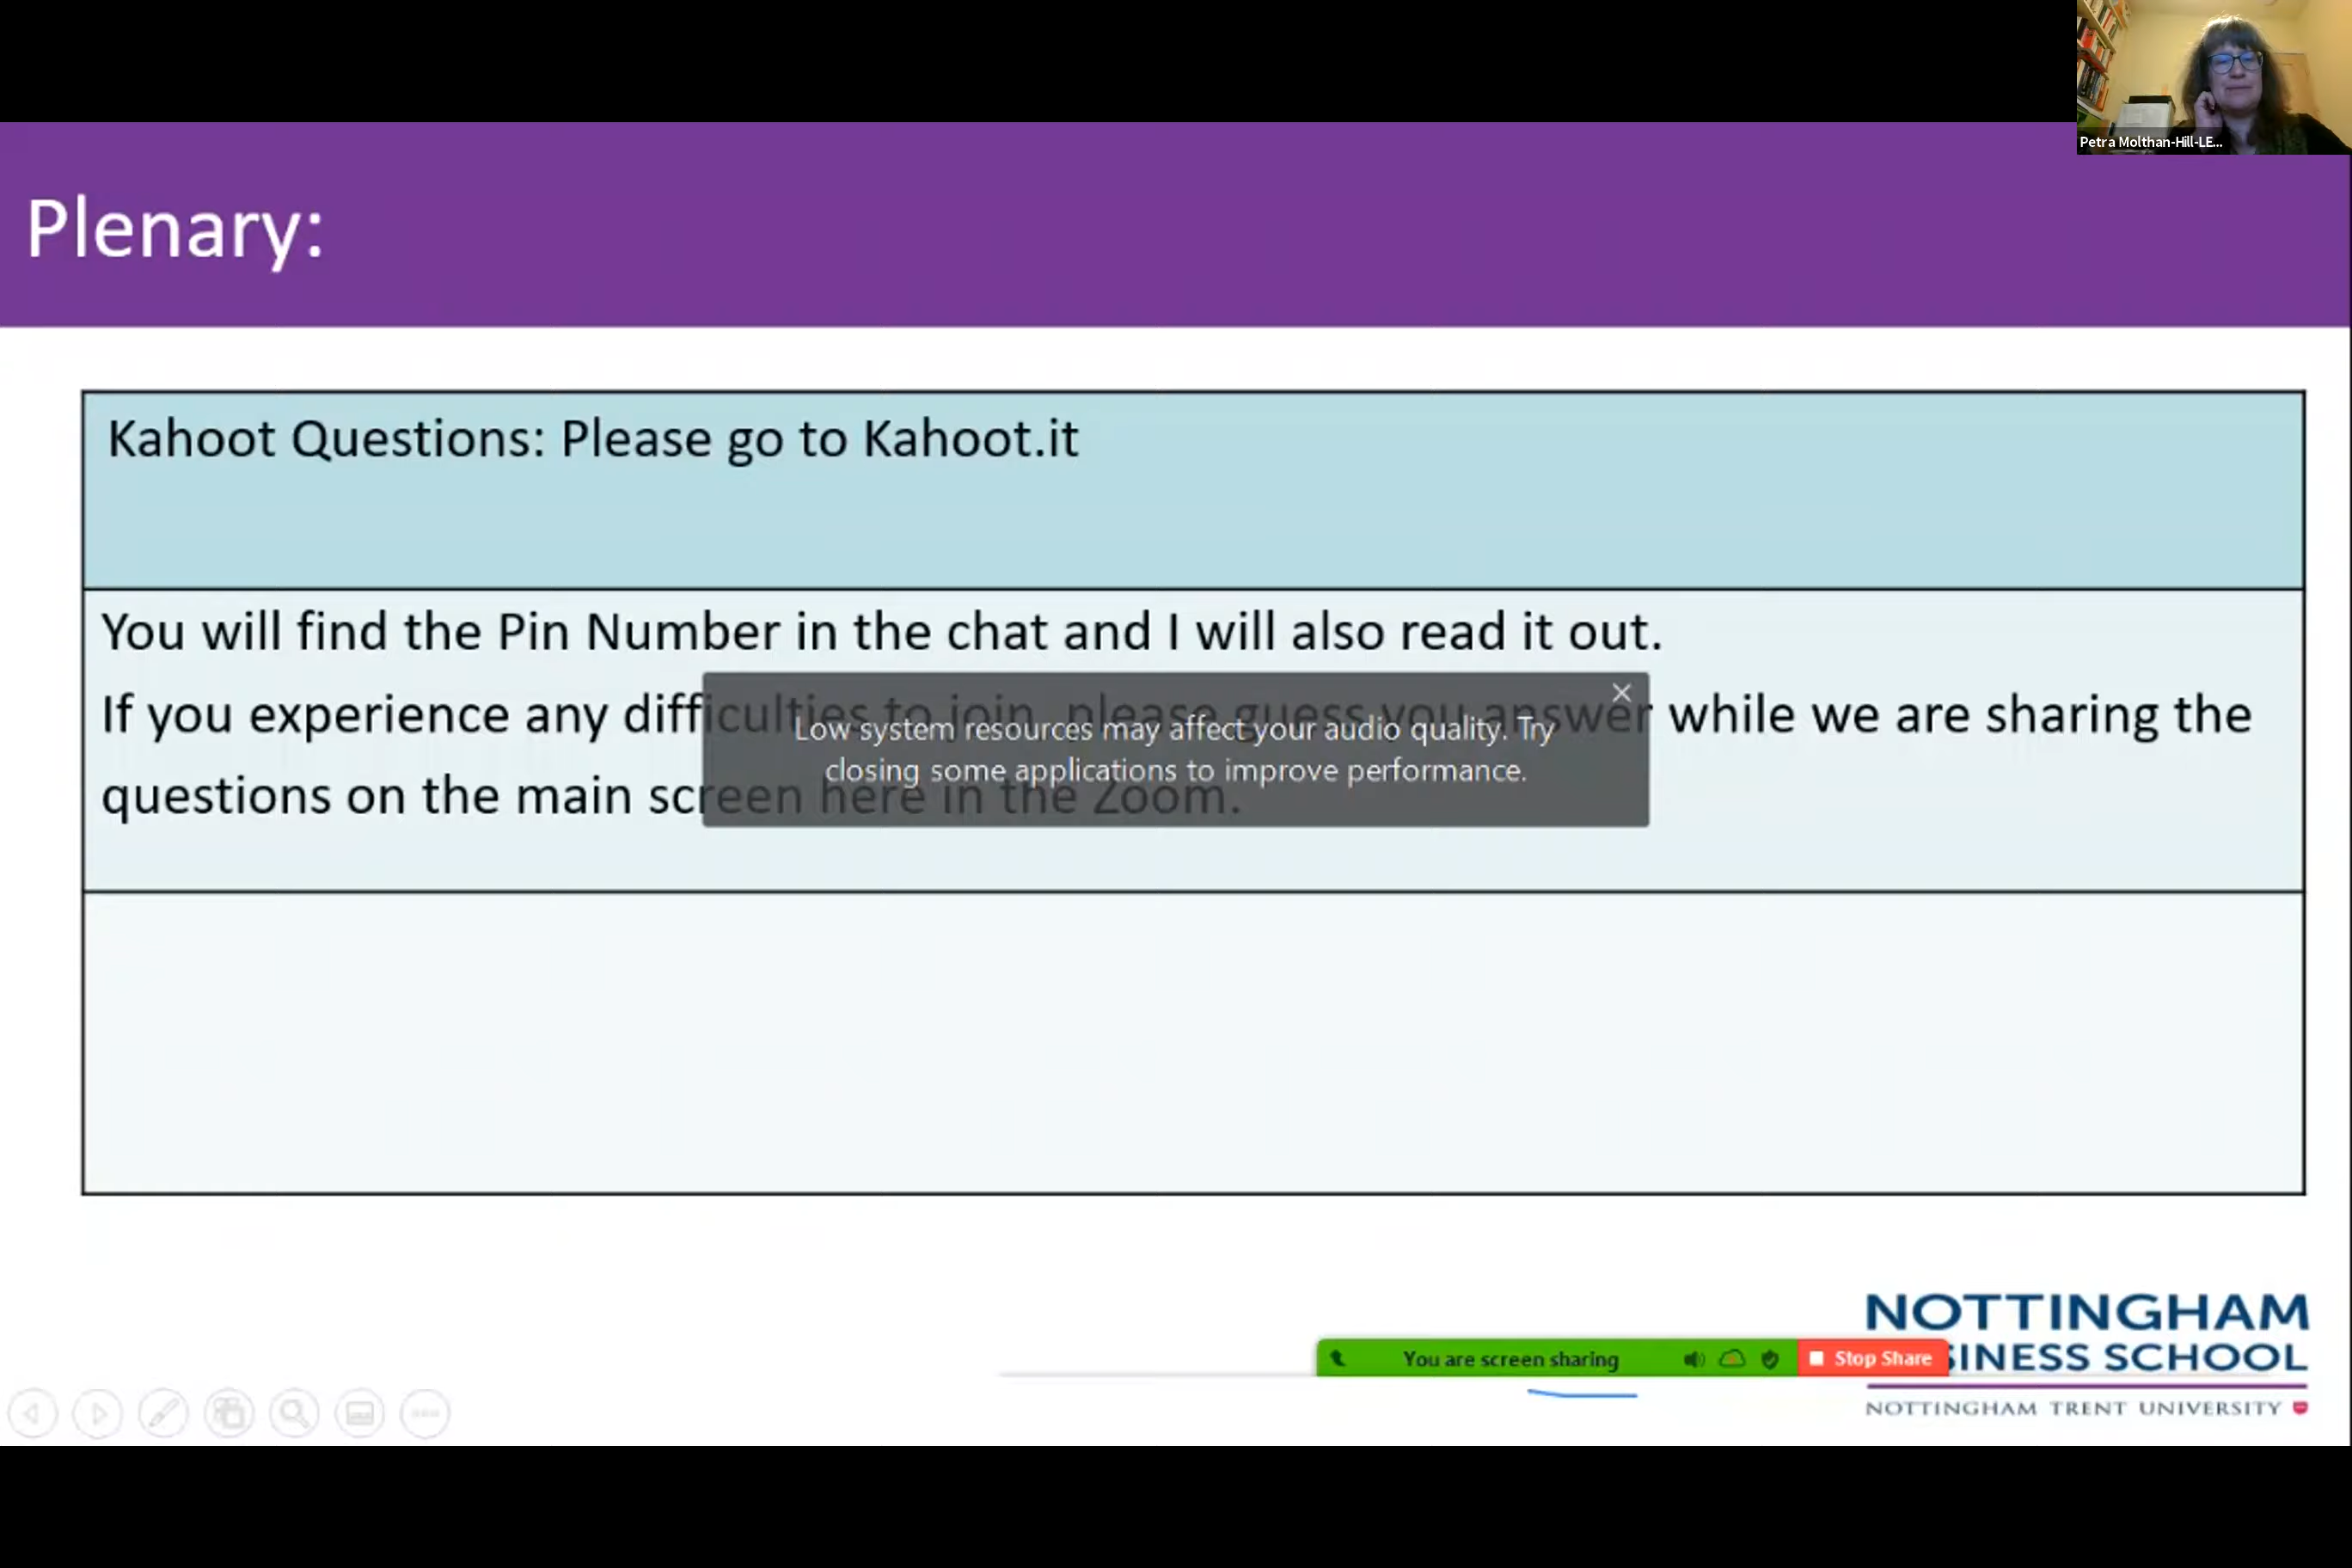 Petra Molthan-Hill-LE...
Plenary:
Kahoot Questions: Please go to Kahoot.it
You will find the Pin Number in the chat and I will also read it out.
If you experience any difficulties to join, please guess you answer while we are sharing the
questions on the main screen here in the Zoom.
Low system resources may affect your audio quality. Try
closing some applications to improve performance.
NOTTINGHAM
SINESS SCHOOL
NOTTINGHAM TRENT UNIVERSITY
You are screen sharing
Stop Share